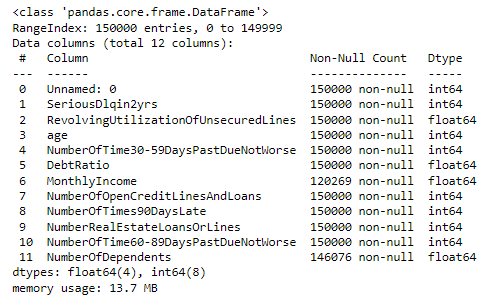 <class 'pandas.core.frame.DataFrame'>
RangeIndex: 150000 entries, 0 to 149999
Data columns (total 12 columns):
 #   Column                                Non-Null Count   Dtype
---  ------                                --------------   -----
 0   Unnamed: 0                            150000 non-null  int64
 1   SeriousDlqin2yrs                      150000 non-null  int64
 2   RevolvingUtilizationOfUnsecuredLines  150000 non-null  float64
 3   age                                   150000 non-null  int64
 4   NumberOfTime30-59DaysPastDueNotWorse  150000 non-null  int64
 5   DebtRatio                             150000 non-null  float64
 6   MonthlyIncome                         120269 non-null  float64
 7   NumberOfOpenCreditLinesAndLoans       150000 non-null  int64
 8   NumberOfTimes90DaysLate               150000 non-null  int64
 9   NumberRealEstateLoansOrLines          150000 non-null  int64
 10  NumberOfTime60-89DaysPastDueNotWorse  150000 non-null  int64
 11  NumberOfDependents                    146076 non-null  float64
dtypes: float64(4), int64(8)
memory usage: 13.7 MB